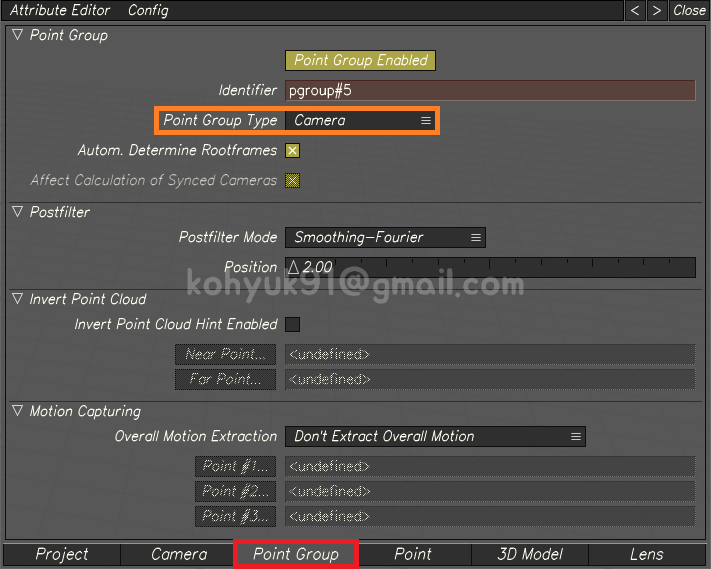 Attribute Editor Config < > Close
▽ Point Group
Point Group Enabled
Identifier pgroup#5
Point Group Type Camera
Autom. Determine Rootframes
Affect Calculation of Synced Cameras
▽ Postfilter
Postfilter Mode Smoothing-Fourier
Position 2.00
kohyuk91@gmail.com
▽ Invert Point Cloud
Invert Point Cloud Hint Enabled
Near Point... <undefined>
Far Point... <undefined>
▽ Motion Capturing
Overall Motion Extraction Don't Extract Overall Motion
Point #1... <undefined>
Point #2... <undefined>
Point #3... <undefined>
Project Camera Point Group Point 3D Model Lens